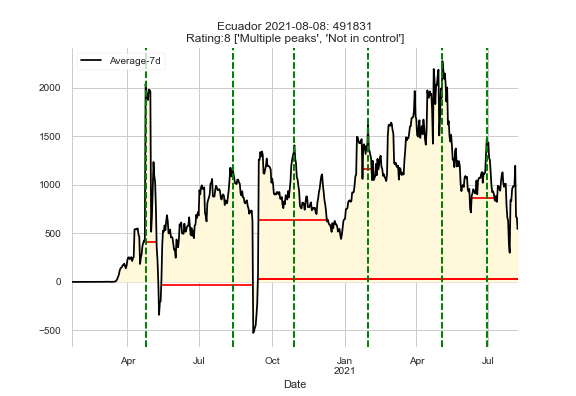 Ecuador 2021-08-08: 491831
Rating:8 ['Multiple peaks', 'Not in control']
Average-7d
2000
1500
1000
500
0
−500
Apr
Jul
Oct
Jan
2021
Apr
Jul
Date